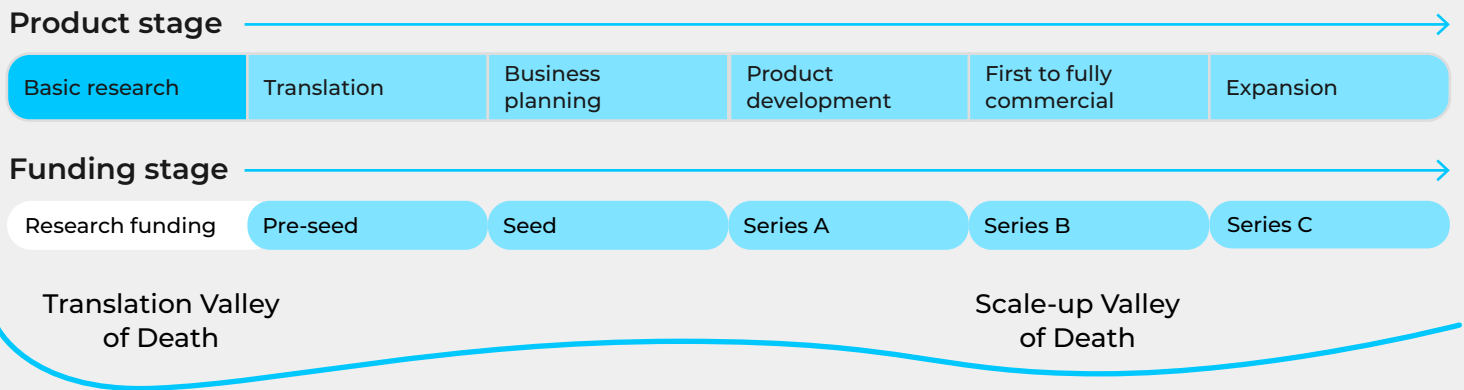 Product stage
Basic research
Translation
Business
planning
Product
development
First to fully
commercial
Expansion
Funding stage
Research funding
Pre-seed
Seed
Series A
Series B
Series C
Translation Valley
of Death
Scale-up Valley
of Death